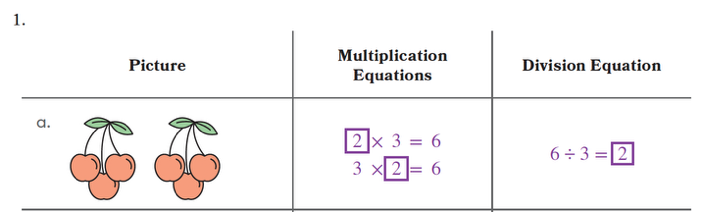 1.
Picture
Multiplication
Equations
Division Equation
a.
2 × 3 = 6
3 × 2 = 6
6 ÷ 3 = 2